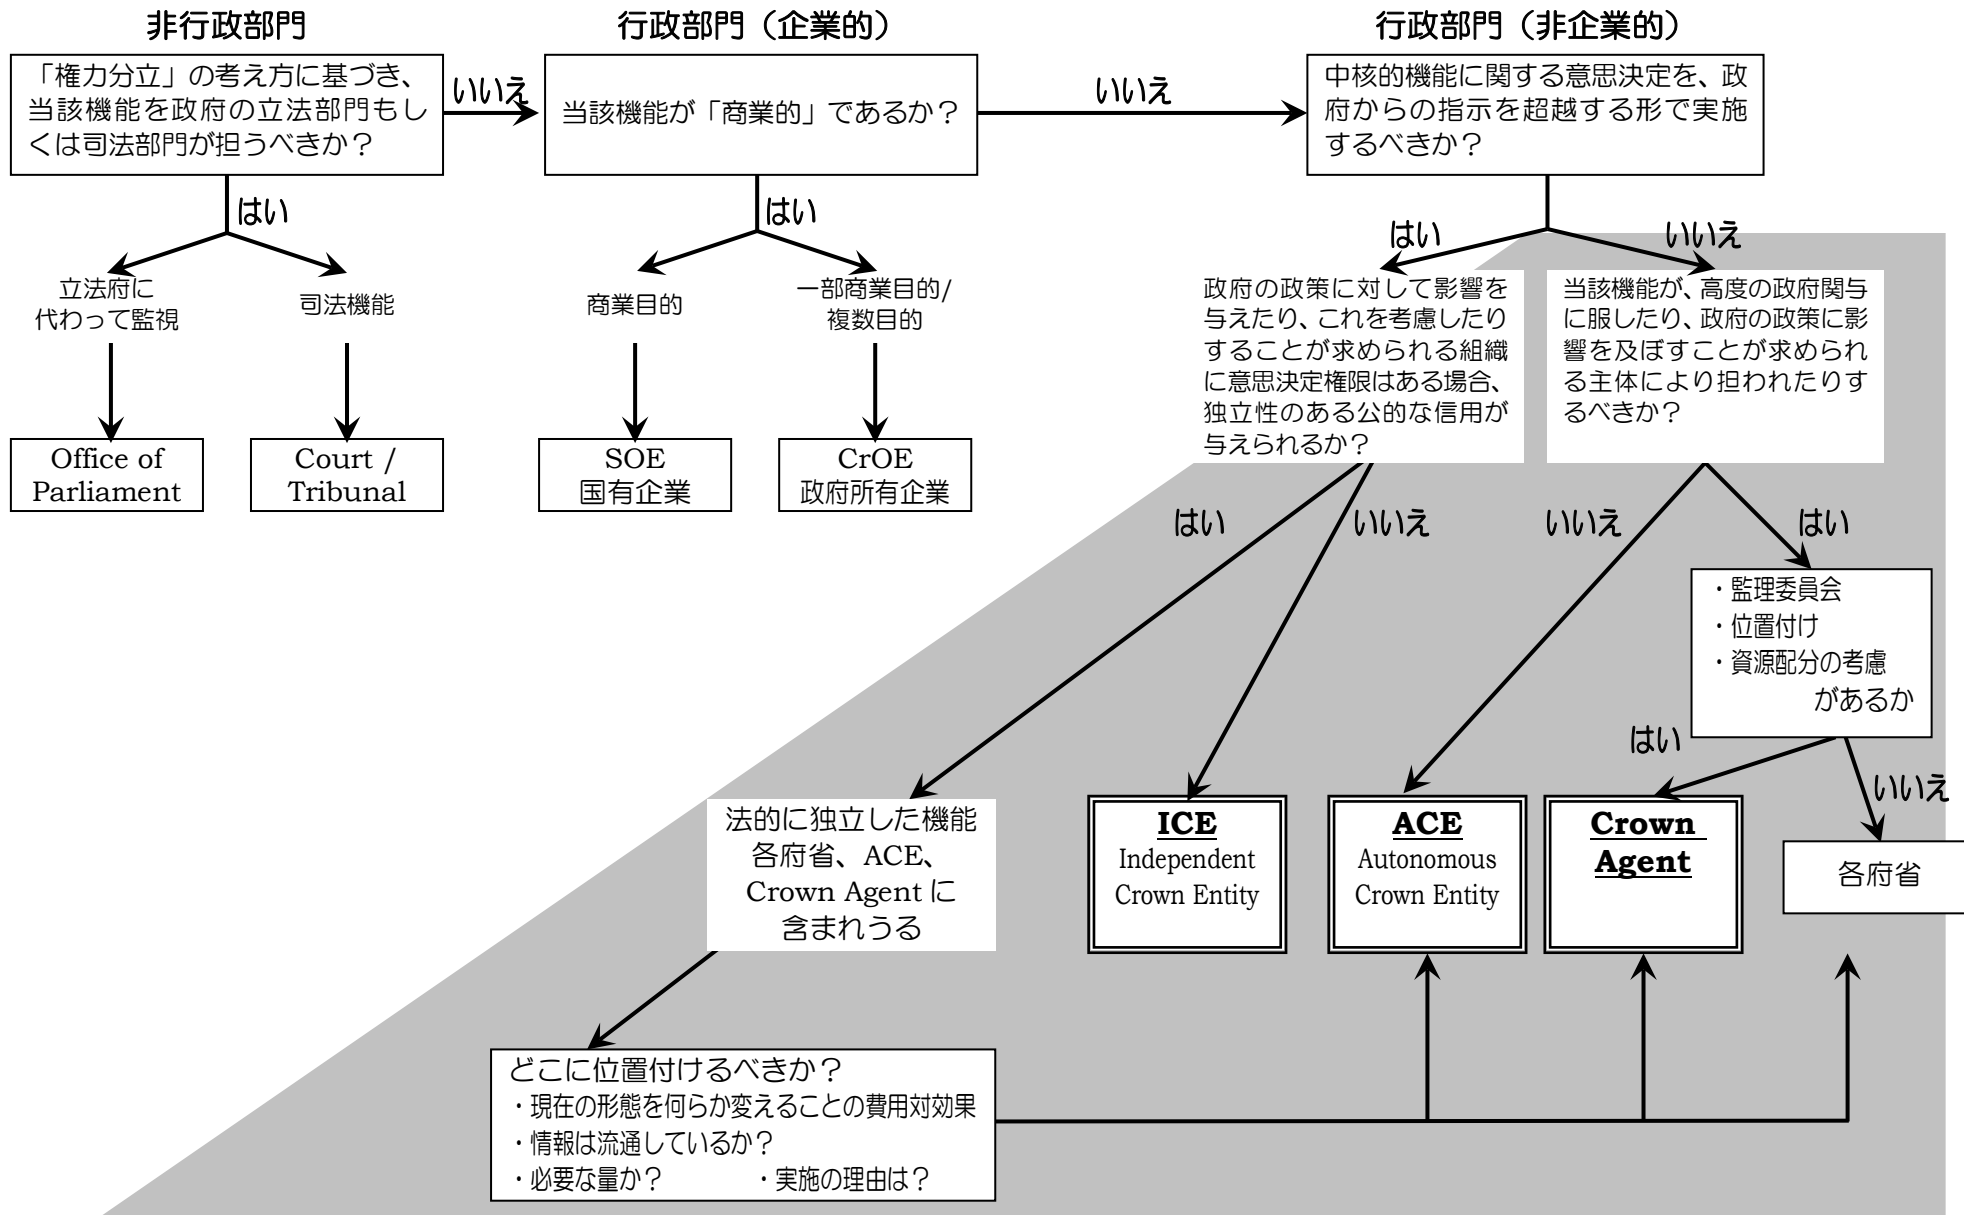 非行政部門
行政部門（企業的）
行政部門（非企業的）
「権力分立」の考え方に基づき、
当該機能を政府の立法部門もし
くは司法部門が担うべきか？
いいえ
当該機能が「商業的」であるか？
いいえ
中核的機能に関する意思決定を、政
府からの指示を超越する形で実施
するべきか？
はい
はい
はい
いいえ
立法府に
代わって監視
司法機能
商業目的
一部商業目的/
複数目的
政府の政策に対して影響を
与えたり、これを考慮したり
することが求められる組織
に意思決定権限はある場合、
独立性のある公的な信用が
与えられるか？
当該機能が、高度の政府関与
に服したり、政府の政策に影
響を及ぼすことが求められ
る主体により担われたりす
るべきか？
Office of
Parliament
Court /
Tribunal
SOE
国有企業
CrOE
政府所有企業
はい
いいえ
いいえ
はい
・監理委員会
・位置付け
・資源配分の考慮
があるか
はい
いいえ
法的に独立した機能
各府省、ACE、
Crown Agent に
含まれうる
ICE
Independent
Crown Entity
ACE
Autonomous
Crown Entity
Crown
Agent
各府省
どこに位置付けるべきか？
・現在の形態を何らか変えることの費用対効果
・情報は流通しているか？
・必要な量か？　　　・実施の理由は？